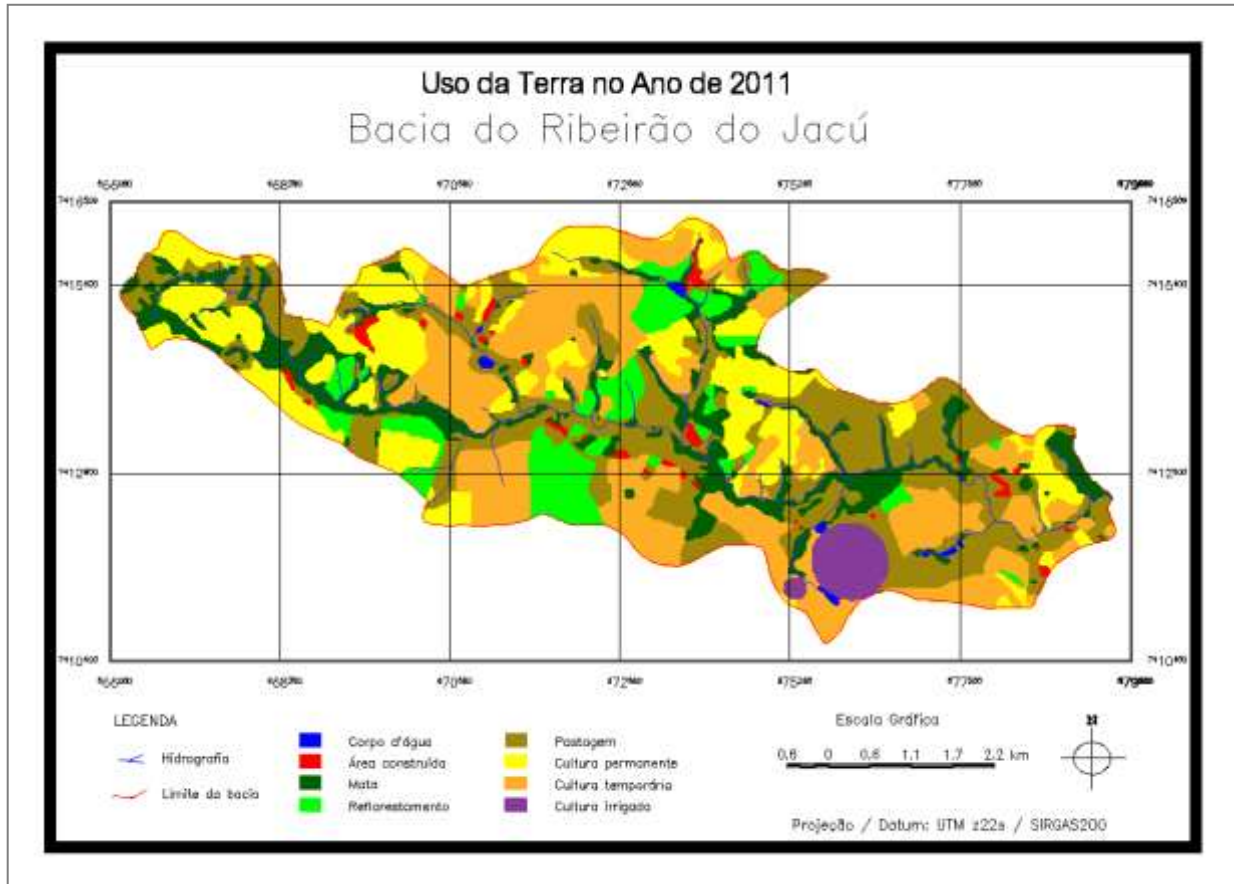 Uso da Terra no Ano de 2011
Bacia do Ribeirão do Jacú
LEGENDA
Hidrografia
Limite da bacia
Corpo d'água
Área construída
Mata
Reflorestamento
Pastagem
Cultura permanente
Cultura temporária
Cultura irrigada
Escala Gráfica
0.6 0 0.6 1.1 1.7 2.2 km
N
Projeção / Datum: UTM z22s / SIRGAS200